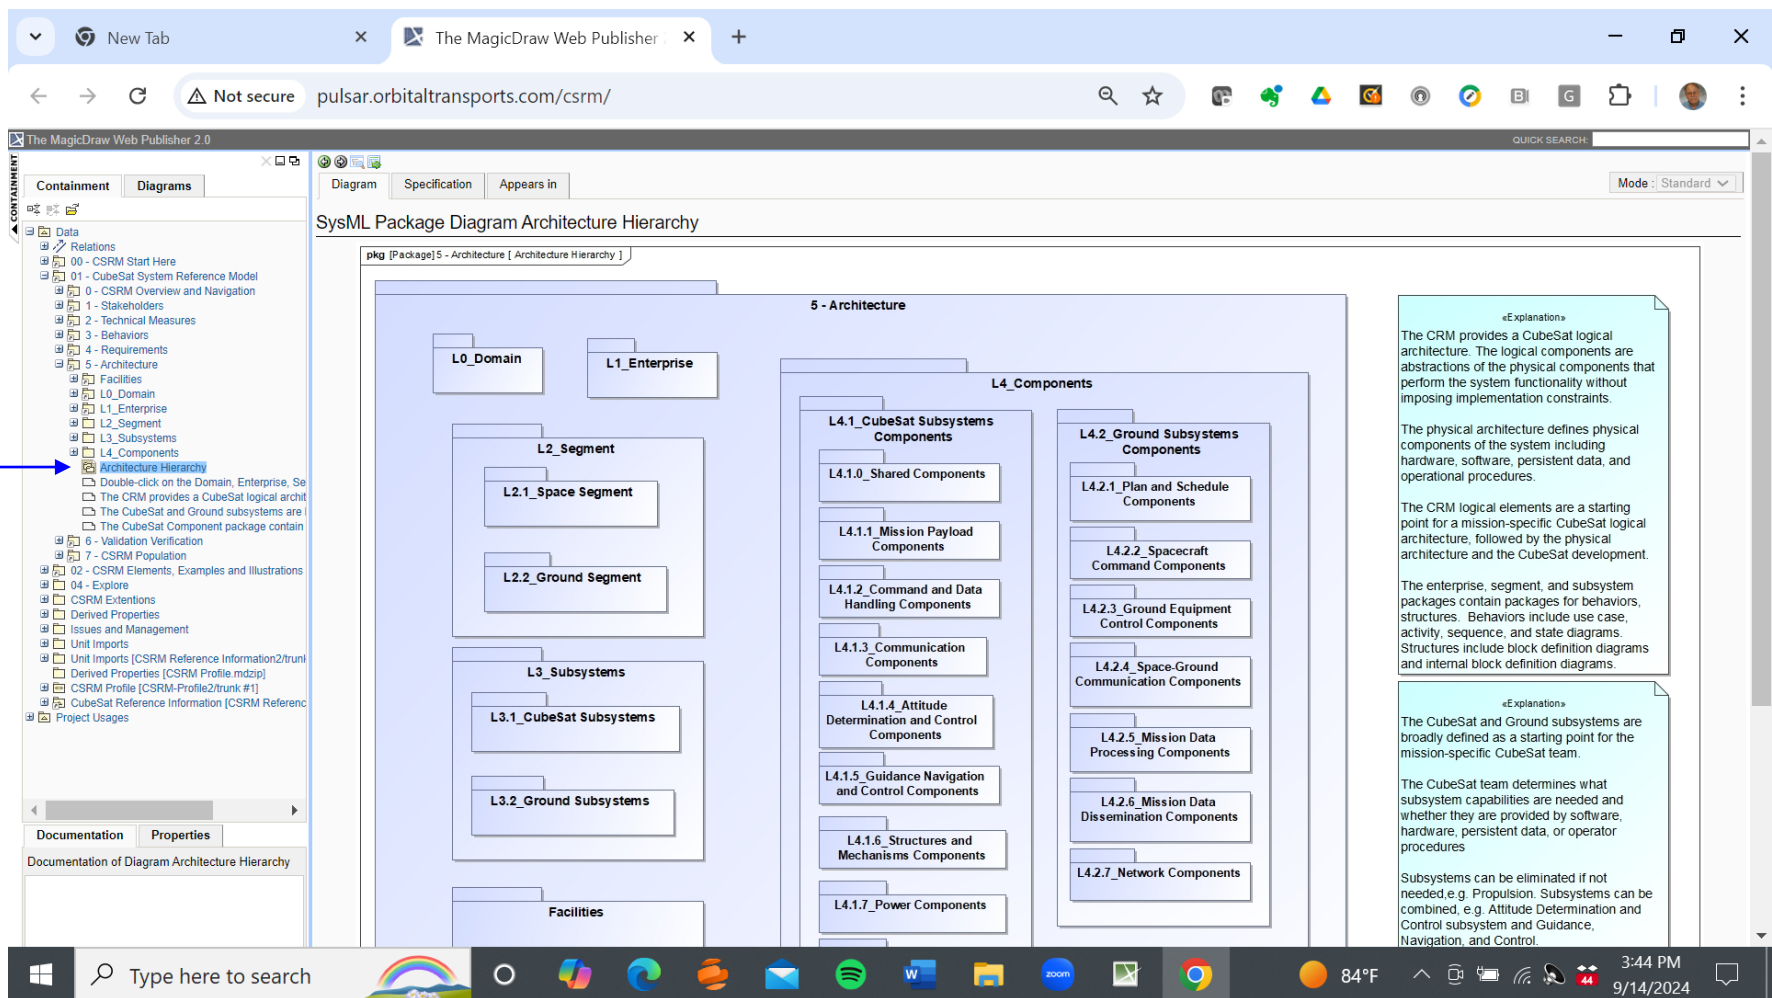 New Tab
The MagicDraw Web Publisher
Not secure
pulsar.orbitaltransports.com/csrm/
The MagicDraw Web Publisher 2.0
QUICK SEARCH:
CONTAINMENT
Containment
Diagrams
Data
Relations
00 - CSRM Start Here
01 - CubeSat System Reference Model
0 - CSRM Overview and Navigation
1 - Stakeholders
2 - Technical Measures
3 - Behaviors
4 - Requirements
5 - Architecture
Facilities
L0_Domain
L1_Enterprise
L2_Segment
L3_Subsystems
L4_Components
Architecture Hierarchy
Double-click on the Domain, Enterprise, Se
The CRM provides a CubeSat logical archit
The CubeSat and Ground subsystems are
The CubeSat Component package contain
6 - Validation Verification
7 - CSRM Population
02 - CSRM Elements, Examples and Illustrations
04 - Explore
CSRM Extentions
Derived Properties
Issues and Management
Unit Imports
Unit Imports [CSRM Reference Information2/trunk
Derived Properties [CSRM Profile.mdzip]
CSRM Profile [CSRM-Profile2/trunk #1]
CubeSat Reference Information [CSRM Referenc
Project Usages
Documentation
Properties
Documentation of Diagram Architecture Hierarchy
Diagram
Specification
Appears in
Mode : Standard
SysML Package Diagram Architecture Hierarchy
pkg [Package] 5 - Architecture [ Architecture Hierarchy ]
5 - Architecture
L0_Domain
L1_Enterprise
L2_Segment
L2.1_Space Segment
L2.2_Ground Segment
L3_Subsystems
L3.1_CubeSat Subsystems
L3.2_Ground Subsystems
Facilities
L4_Components
L4.1_CubeSat Subsystems
Components
L4.1.0_Shared Components
L4.1.1_Mission Payload
Components
L4.1.2_Command and Data
Handling Components
L4.1.3_Communication
Components
L4.1.4_Attitude
Determination and Control
Components
L4.1.5_Guidance Navigation
and Control Components
L4.1.6_Structures and
Mechanisms Components
L4.1.7_Power Components
L4.2_Ground Subsystems
Components
L4.2.1_Plan and Schedule
Components
L4.2.2_Spacecraft
Command Components
L4.2.3_Ground Equipment
Control Components
L4.2.4_Space-Ground
Communication Components
L4.2.5_Mission Data
Processing Components
L4.2.6_Mission Data
Dissemination Components
L4.2.7_Network Components
«Explanation»
The CRM provides a CubeSat logical
architecture. The logical components are
abstractions of the physical components that
perform the system functionality without
imposing implementation constraints.
The physical architecture defines physical
components of the system including
hardware, software, persistent data, and
operational procedures.
The CRM logical elements are a starting
point for a mission-specific CubeSat logical
architecture, followed by the physical
architecture and the CubeSat development.
The enterprise, segment, and subsystem
packages contain packages for behaviors,
structures. Behaviors include use case,
activity, sequence, and state diagrams.
Structures include block definition diagrams
and internal block definition diagrams.
«Explanation»
The CubeSat and Ground subsystems are
broadly defined as a starting point for the
mission-specific CubeSat team.
The CubeSat team determines what
subsystem capabilities are needed and
whether they are provided by software,
hardware, persistent data, or operator
procedures
Subsystems can be eliminated if not
needed,e.g. Propulsion. Subsystems can be
combined, e.g. Attitude Determination and
Control subsystem and Guidance,
Navigation, and Control.
Type here to search
zoom
84°F
44
3:44 PM
9/14/2024